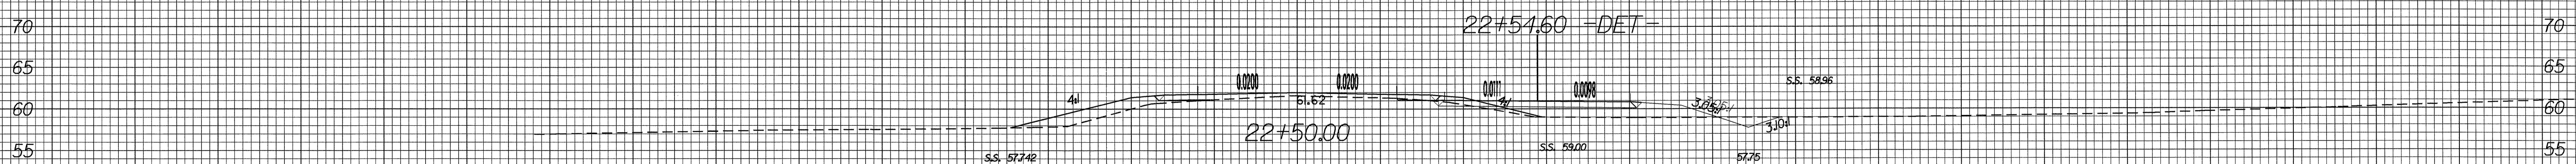 22+54.60 -DET-
70 70
65 65
0.0200 0.0200 0.0111 0.0098 S.S. 58.96
4:1 61.62 4:1 3.05:1
60 60
22+50.00 3.10:1
S.S. 59.00
55 55
S.S. 57.742 57.75